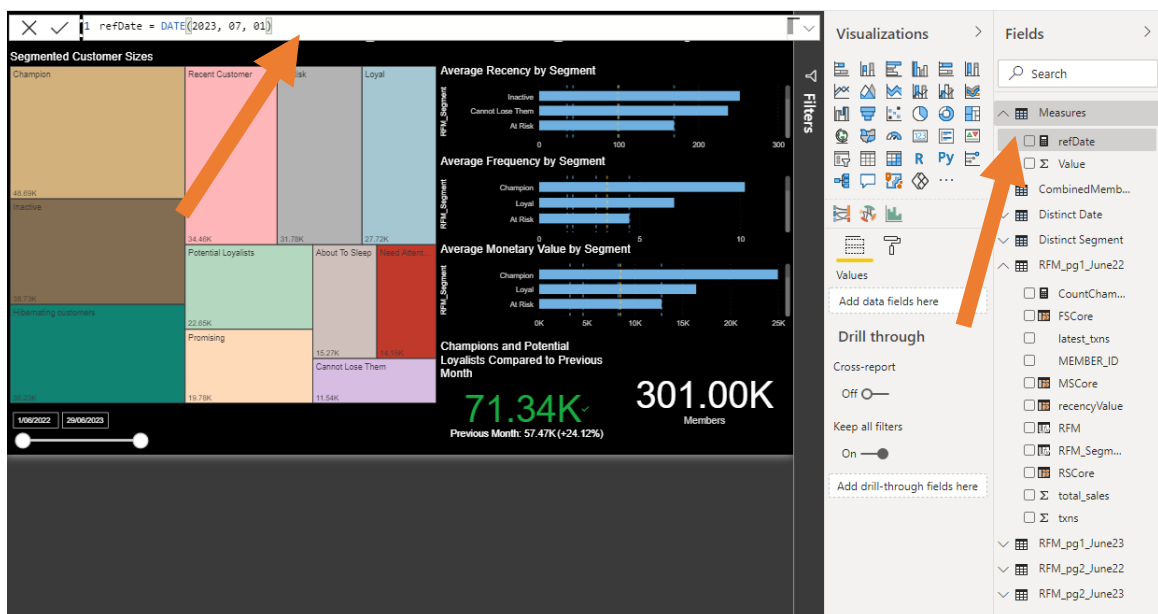 1 refDate = DATE(2023, 07, 01)
Segmented Customer Sizes
Champion
46.69K
Recent Customer
34.46K
31.78K
Loyal
27.72K
Inactive
Potential Loyalists
22.65K
About To Sleep
15.27K
Need Attent...
14.15K
Hibernating customers
Promising
19.78K
Cannot Lose Them
11.54K
1/06/2022
29/06/2023
Average Recency by Segment
RFM_Segment
Inactive
Cannot Lose Them
At Risk
0 100 200 300
Average Frequency by Segment
RFM_Segment
Champion
Loyal
At Risk
0 5 10
Average Monetary Value by Segment
RFM_Segment
Champion
Loyal
At Risk
0K 5K 10K 15K 20K 25K
Champions and Potential
Loyalists Compared to Previous
Month
71.34K
Previous Month: 57.47K (+24.12%)
301.00K
Members
Filters
Visualizations
123
R
Py
Values
Add data fields here
Drill through
Cross-report
Off
Keep all filters
On
Add drill-through fields here
Fields
Search
Measures
refDate
Σ Value
CombinedMemb...
Distinct Date
Distinct Segment
RFM_pg1_June22
CountCham...
FSCore
latest_txns
MEMBER_ID
MSCore
recencyValue
RFM
RFM_Segm...
RSCore
Σ total_sales
Σ txns
RFM_pg1_June23
RFM_pg2_June22
RFM_pg2_June23